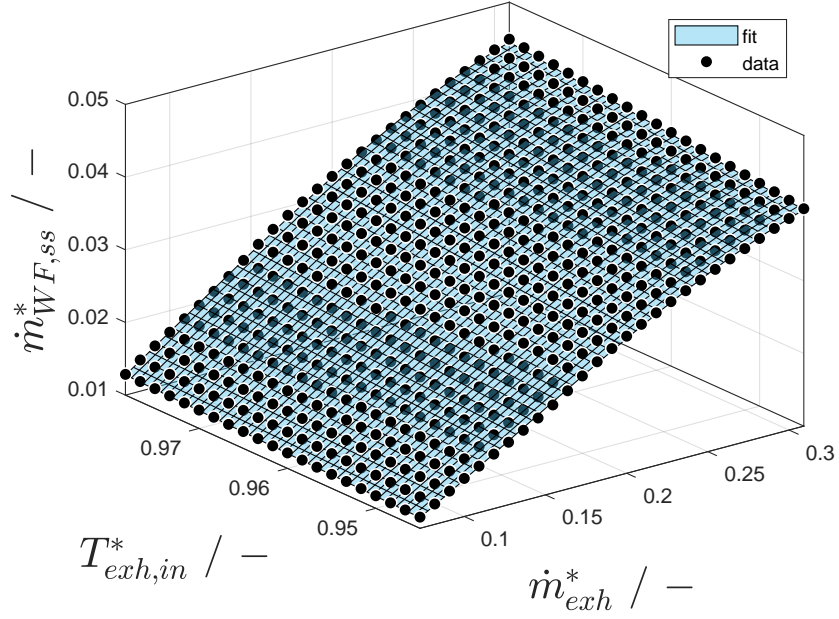 fit
data
0.05
0.04
0.03
0.02
0.01
ṁ*_{WF,ss} / −
0.97
0.96
0.95
T*_{exh,in} / −
0.1
0.15
0.2
0.25
0.3
ṁ*_{exh} / −